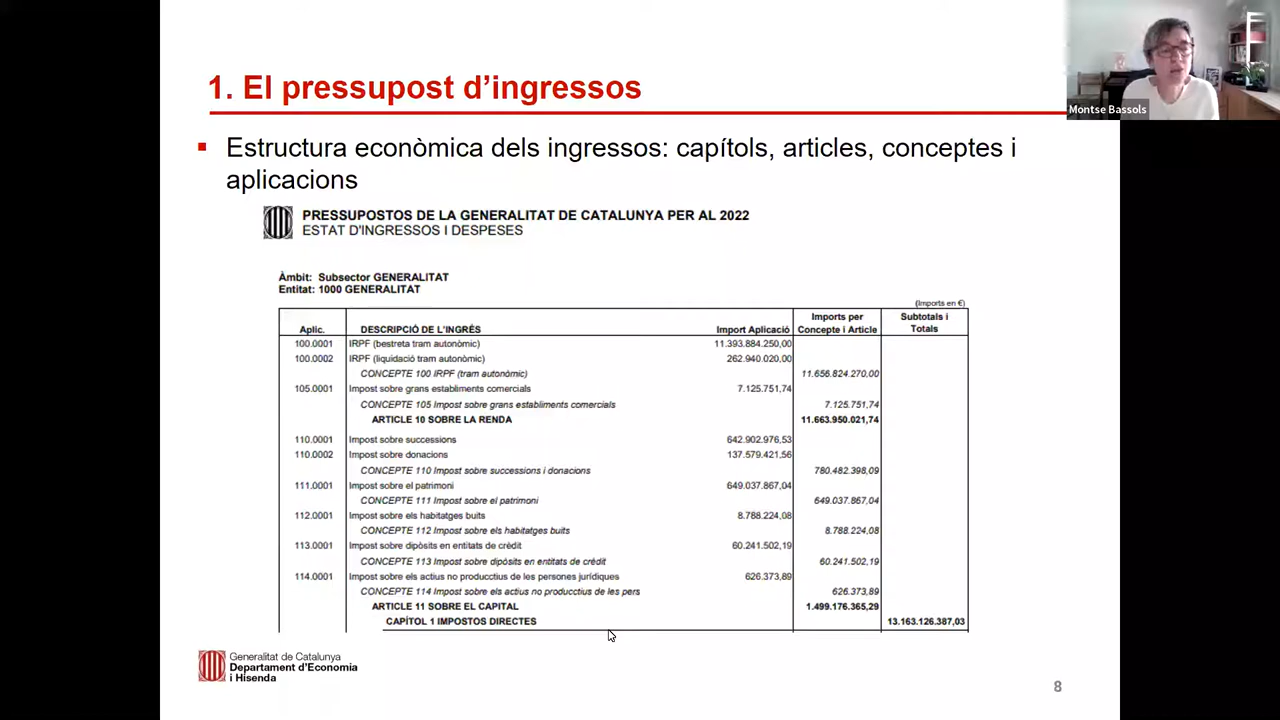 1. El pressupost d'ingressos
Montse Bassols
▪ Estructura econòmica dels ingressos: capítols, articles, conceptes i
aplicacions
PRESSUPOSTOS DE LA GENERALITAT DE CATALUNYA PER AL 2022
ESTAT D'INGRESSOS I DESPESES
Àmbit: Subsector GENERALITAT
Entitat: 1000 GENERALITAT
(Imports en €)
Aplic. DESCRIPCIÓ DE L'INGRÉS Import Aplicació Imports per Concepte i Article Subtotals i Totals
100.0001 IRPF (bestreta tram autonòmic) 11.393.884.250,00
100.0002 IRPF (liquidació tram autonòmic) 262.940.020,00
CONCEPTE 100 IRPF (tram autonòmic) 11.656.824.270,00
105.0001 Impost sobre grans establiments comercials 7.125.751,74
CONCEPTE 105 Impost sobre grans establiments comercials 7.125.751,74
ARTICLE 10 SOBRE LA RENDA 11.663.950.021,74
110.0001 Impost sobre successions 642.902.976,53
110.0002 Impost sobre donacions 137.579.421,56
CONCEPTE 110 Impost sobre successions i donacions 780.482.398,09
111.0001 Impost sobre el patrimoni 649.037.867,04
CONCEPTE 111 Impost sobre el patrimoni 649.037.867,04
112.0001 Impost sobre els habitatges buits 8.788.224,08
CONCEPTE 112 Impost sobre els habitatges buits 8.788.224,08
113.0001 Impost sobre dipòsits en entitats de crèdit 60.241.502,19
CONCEPTE 113 Impost sobre dipòsits en entitats de crèdit 60.241.502,19
114.0001 Impost sobre els actius no producctius de les persones jurídiques 626.373,89
CONCEPTE 114 Impost sobre els actius no producctius de les pers 626.373,89
ARTICLE 11 SOBRE EL CAPITAL 1.499.176.365,29
CAPÍTOL 1 IMPOSTOS DIRECTES 13.163.126.387,03
Generalitat de Catalunya
Departament d'Economia
i Hisenda
8